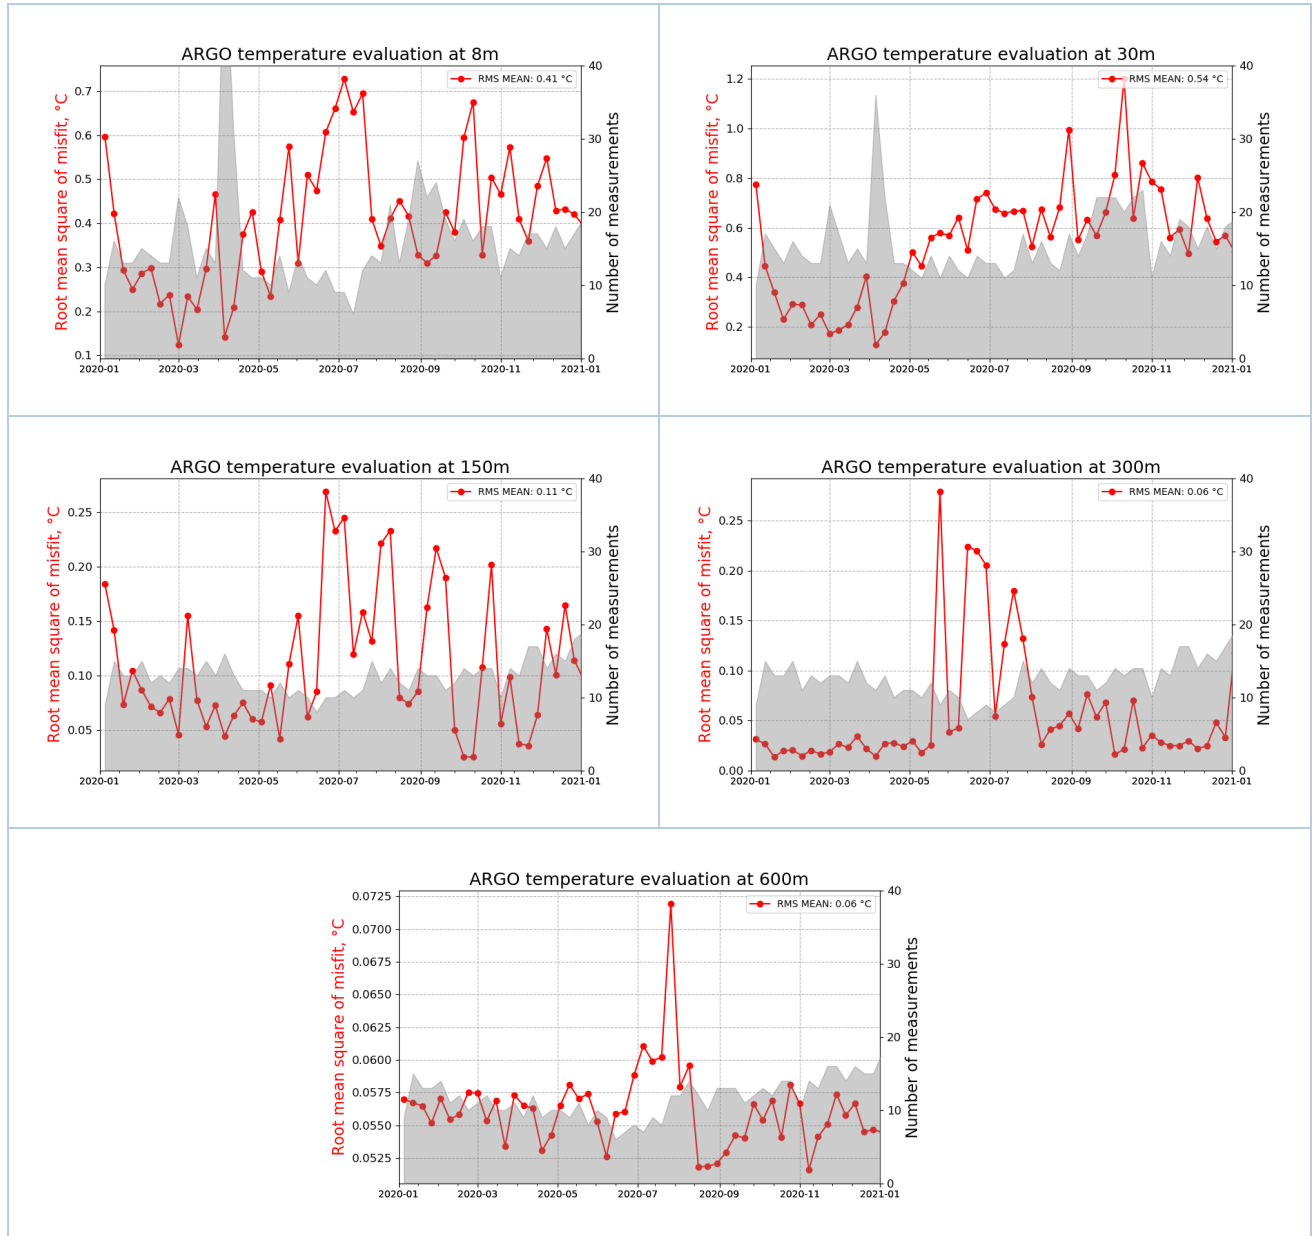 ARGO temperature evaluation at 8m
RMS MEAN: 0.41 °C
Root mean square of misfit, °C
0.7
0.6
0.5
0.4
0.3
0.2
0.1
40
30
20
10
0
Number of measurements
2020-01 2020-03 2020-05 2020-07 2020-09 2020-11 2021-01
ARGO temperature evaluation at 30m
RMS MEAN: 0.54 °C
Root mean square of misfit, °C
1.2
1.0
0.8
0.6
0.4
0.2
40
30
20
10
0
Number of measurements
2020-01 2020-03 2020-05 2020-07 2020-09 2020-11 2021-01
ARGO temperature evaluation at 150m
RMS MEAN: 0.11 °C
Root mean square of misfit, °C
0.25
0.20
0.15
0.10
0.05
40
30
20
10
0
Number of measurements
2020-01 2020-03 2020-05 2020-07 2020-09 2020-11 2021-01
ARGO temperature evaluation at 300m
RMS MEAN: 0.06 °C
Root mean square of misfit, °C
0.25
0.20
0.15
0.10
0.05
0.00
40
30
20
10
0
Number of measurements
2020-01 2020-03 2020-05 2020-07 2020-09 2020-11 2021-01
ARGO temperature evaluation at 600m
RMS MEAN: 0.06 °C
Root mean square of misfit, °C
0.0725
0.0700
0.0675
0.0650
0.0625
0.0600
0.0575
0.0550
0.0525
40
30
20
10
0
Number of measurements
2020-01 2020-03 2020-05 2020-07 2020-09 2020-11 2021-01